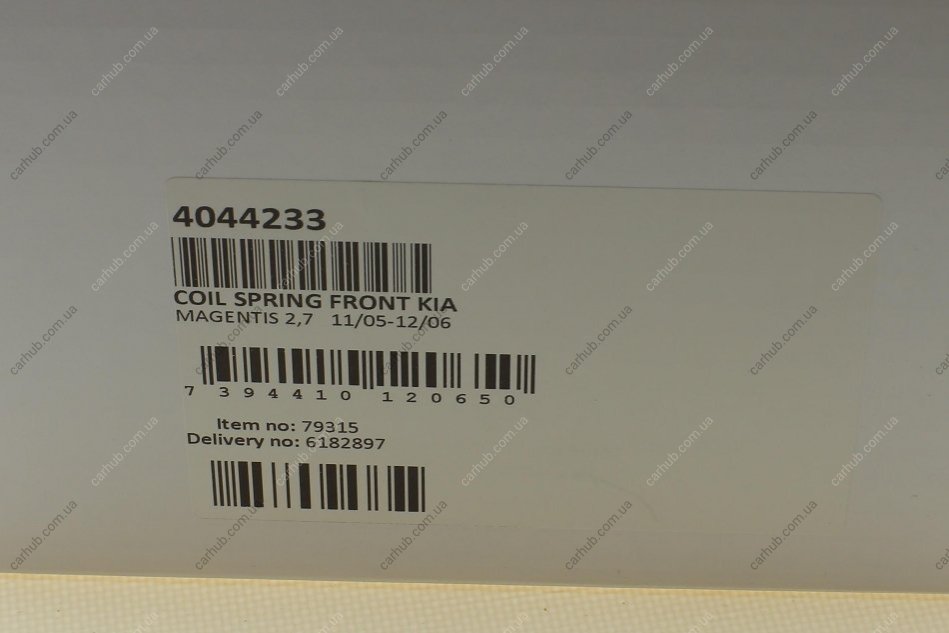 4044233
COIL SPRING FRONT KIA
MAGENTIS 2,7 11/05-12/06
7 394410 120650
Item no: 79315
Delivery no: 6182897
carhub.com.ua